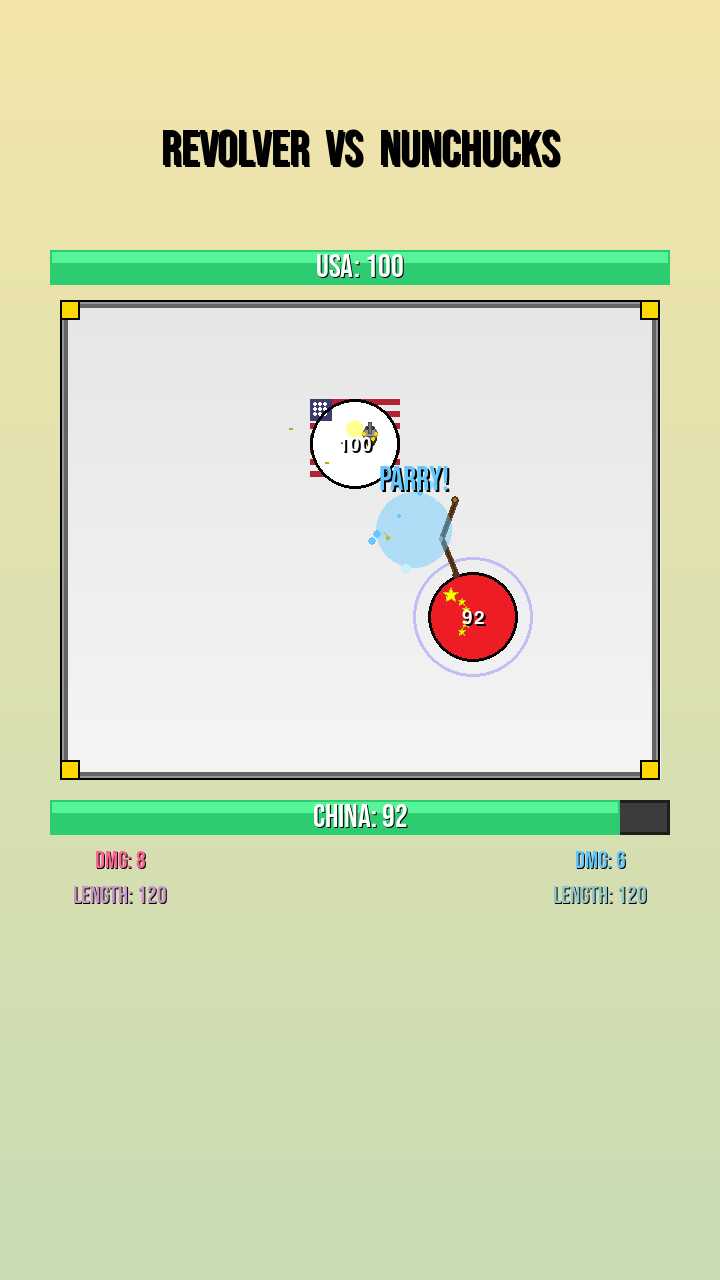 REVOLVER VS NUNCHUCKS
USA: 100
100
PARRY!
92
CHINA: 92
DMG: 8
DMG: 6
LENGTH: 120
LENGTH: 120